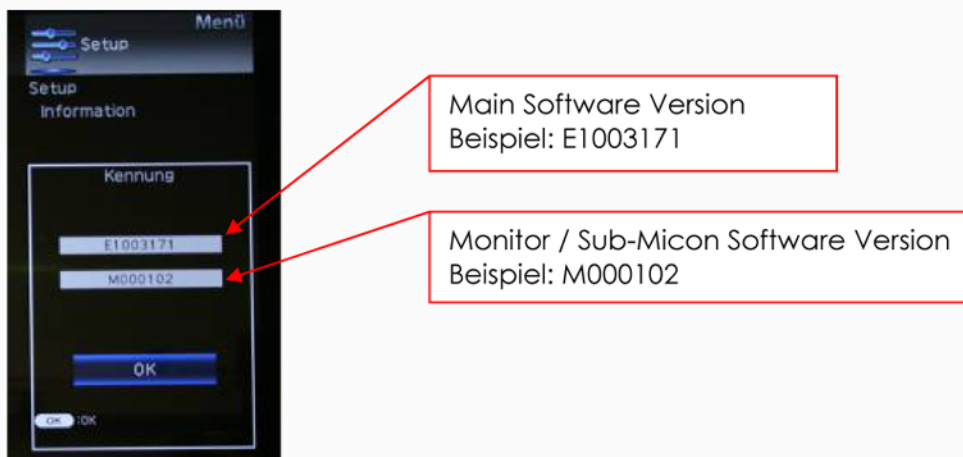 Menü
Setup
Setup
Information
Kennung
E1003171
M000102
OK
OK :OK
Main Software Version
Beispiel: E1003171
Monitor / Sub-Micon Software Version
Beispiel: M000102